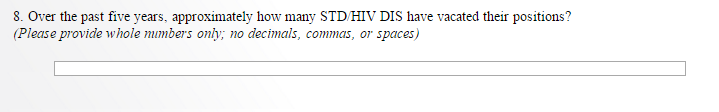 8. Over the past five years, approximately how many STD/HIV DIS have vacated their positions?
(Please provide whole numbers only; no decimals, commas, or spaces)